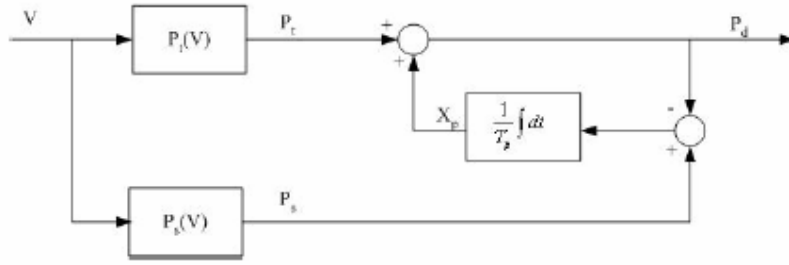 V
P_t(V)
P_t
+
+
P_d
X_p
1/T_p ∫ dt
-
+
P_s(V)
P_s